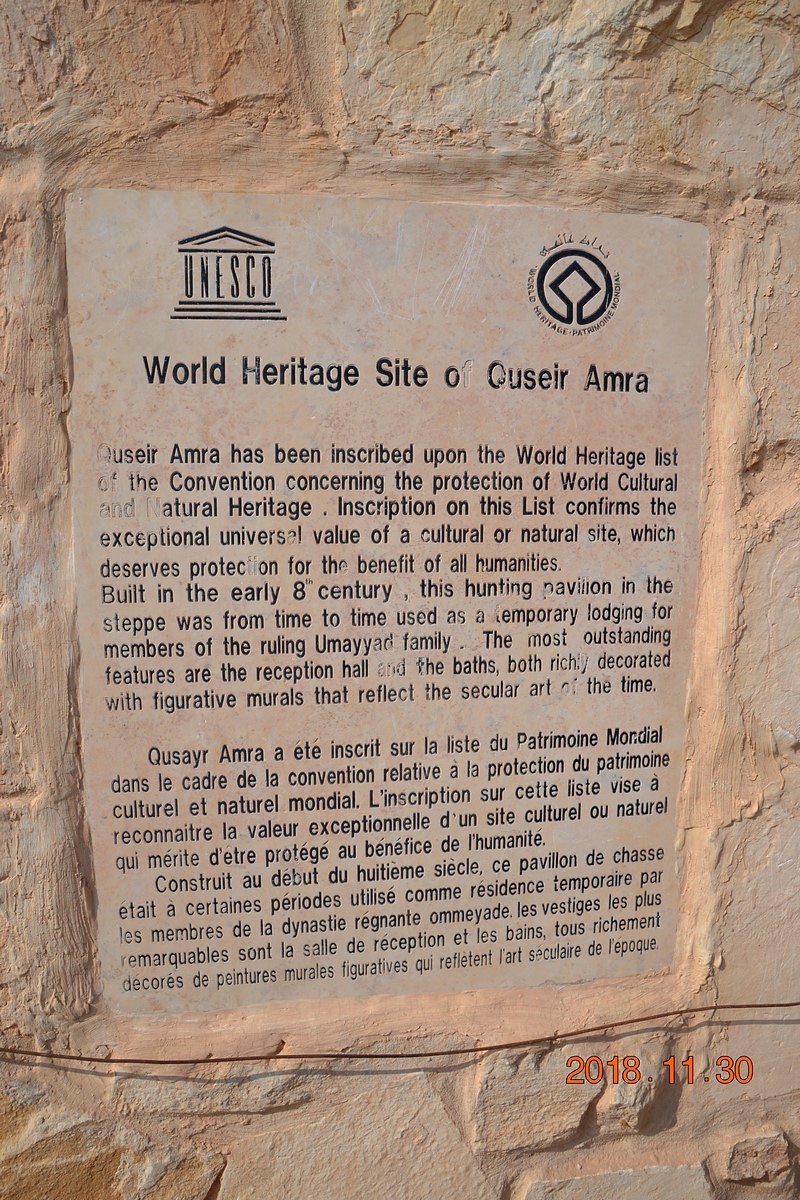 UNESCO
WORLD HERITAGE · PATRIMOINE MONDIAL
World Heritage Site of Quseir Amra
Quseir Amra has been inscribed upon the World Heritage list
of the Convention concerning the protection of World Cultural
and Natural Heritage . Inscription on this List confirms the
exceptional universal value of a cultural or natural site, which
deserves protection for the benefit of all humanities.
Built in the early 8th century , this hunting pavilion in the
steppe was from time to time used as a temporary lodging for
members of the ruling Umayyad family . The most outstanding
features are the reception hall and the baths, both richly decorated
with figurative murals that reflect the secular art of the time.
Qusayr Amra a été inscrit sur la liste du Patrimoine Mondial
dans le cadre de la convention relative à la protection du patrimoine
culturel et naturel mondial. L'inscription sur cette liste vise à
reconnaitre la valeur exceptionnelle d'un site culturel ou naturel
qui mérite d'etre protégé au bénéfice de l'humanité.
Construit au début du huitième siècle, ce pavillon de chasse
était à certaines périodes utilisé comme résidence temporaire par
les membres de la dynastie régnante ommeyade. les vestiges les plus
remarquables sont la salle de réception et les bains, tous richement
décorés de peintures murales figuratives qui reflètent l'art séculaire de l'époque.
2018.11.30